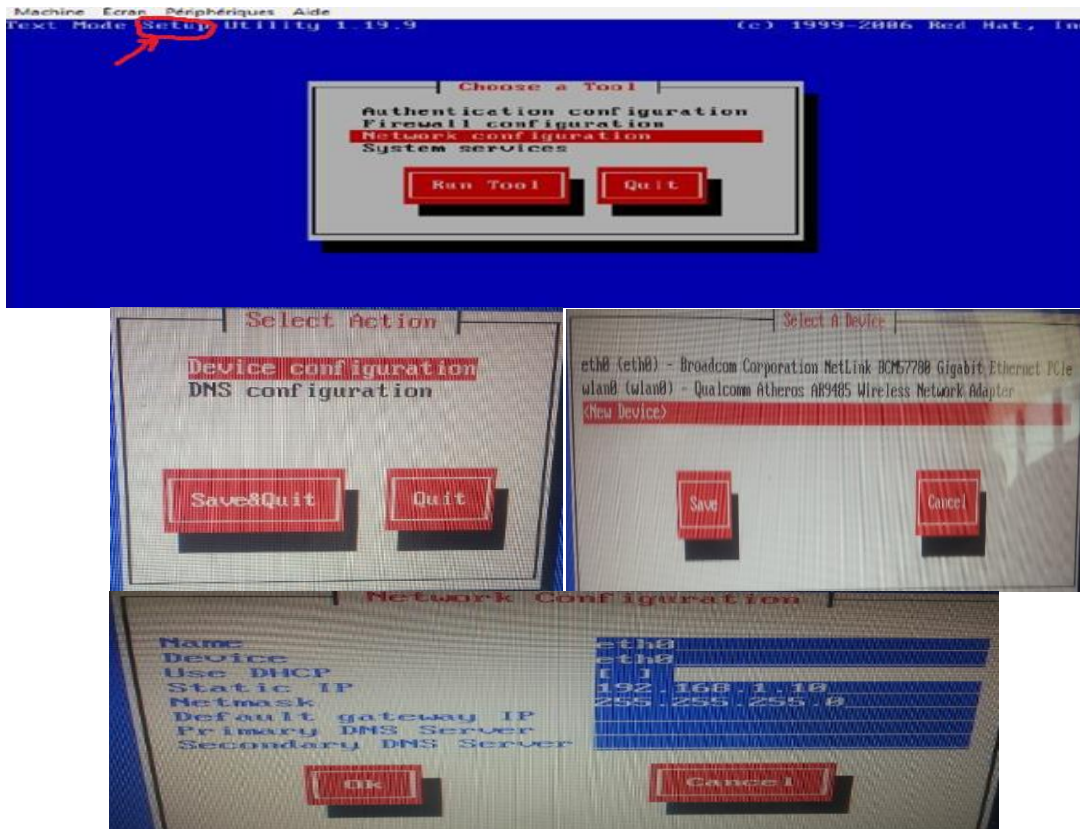 Machine Écran Périphériques Aide
Text Mode Setup Utility 1.19.9 (c) 1999-2006 Red Hat, In
Choose a Tool
Authentication configuration
Firewall configuration
Network configuration
System services
Run Tool Quit
Select Action
Device configuration
DNS configuration
Save&Quit Quit
Select A Device
eth0 (eth0) - Broadcom Corporation NetLink BCM57780 Gigabit Ethernet PCIe
wlan0 (wlan0) - Qualcomm Atheros AR9485 Wireless Network Adapter
<New Device>
Save Cancel
Network Configuration
Name eth0
Device eth0
Use DHCP [ ]
Static IP 192.168.1.10
Netmask 255.255.255.0
Default gateway IP
Primary DNS Server
Secondary DNS Server
Ok Cancel